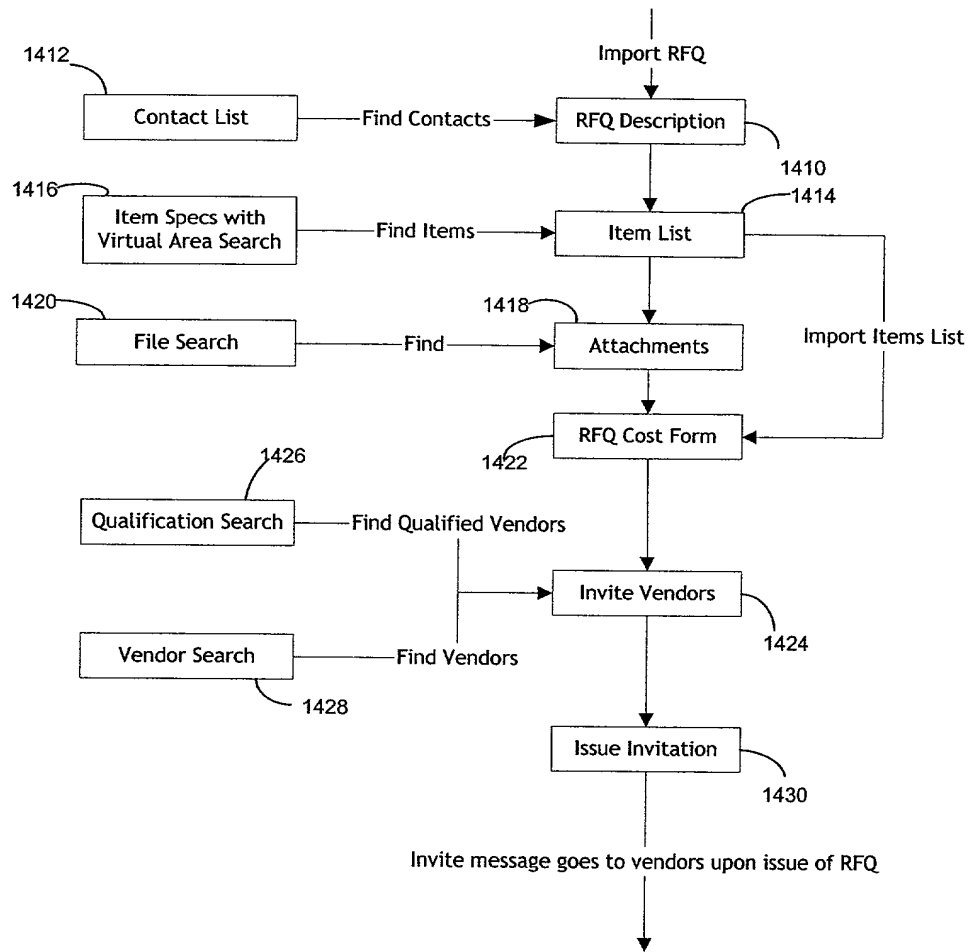 Import RFQ
1412
Contact List
Find Contacts
RFQ Description
1410
1416
Item Specs with
Virtual Area Search
Find Items
Item List
1414
1420
File Search
Find
1418
Attachments
Import Items List
RFQ Cost Form
1422
1426
Qualification Search
Find Qualified Vendors
Invite Vendors
1424
Vendor Search
Find Vendors
1428
Issue Invitation
1430
Invite message goes to vendors upon issue of RFQ